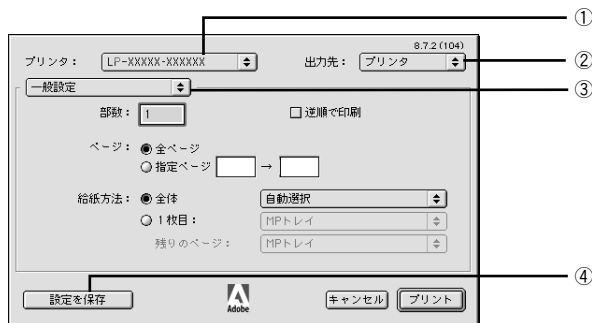 ①
8.7.2 (104)
プリンタ： LP-XXXXX-XXXXXX 出力先： プリンタ ②
一般設定 ③
部数： 1 逆順で印刷
ページ： 全ページ
指定ページ →
給紙方法： 全体 自動選択
1枚目： MPトレイ
残りのページ： MPトレイ
④
設定を保存 Adobe キャンセル プリント